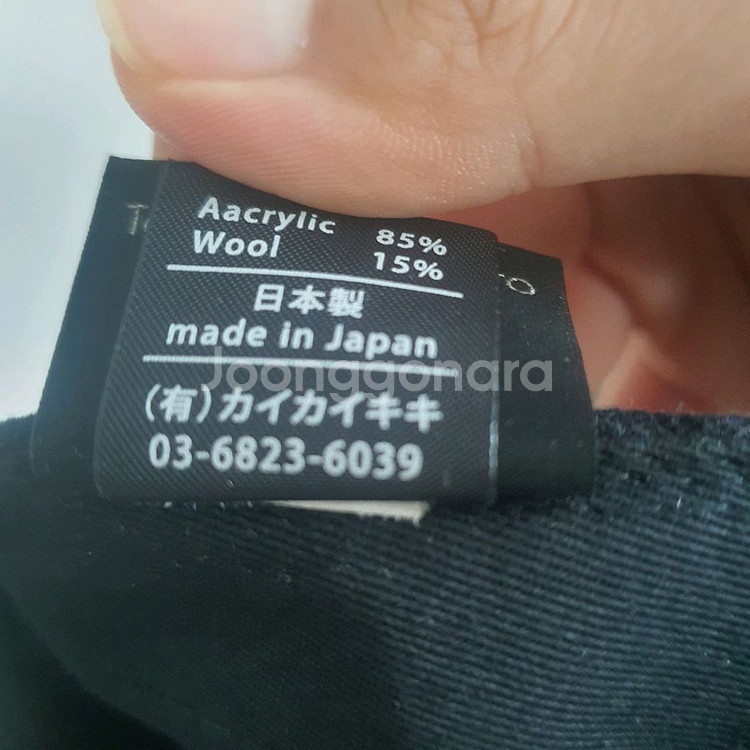 Aacrylic 85%
Wool 15%
日本製
made in Japan
Joonggonara
(有)カイカイキキ
03-6823-6039